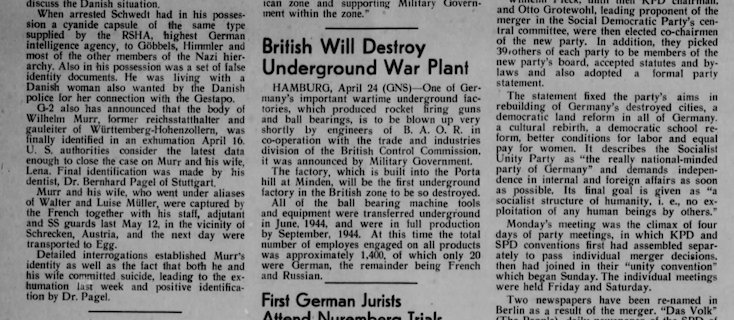 discuss the Danish situation.
When arrested Schwedt had in his possession
a cyanide capsule of the same type
supplied by the RSHA, highest German
intelligence agency, to Göbbels, Himmler and
most of the other members of the Nazi hierarchy.
Also in his possession was a set of false
identity documents. He was living with a
Danish woman also wanted by the Danish
police for her connection with the Gestapo.
G-2 also has announced that the body of
Wilhelm Murr, former reichsstatthalter and
gauleiter of Württemberg-Hohenzollern, was
finally identified in an exhumation April 16.
U. S. authorities consider the latest data
enough to close the case on Murr and his wife,
Lena. Final identification was made by his
dentist, Dr. Bernhard Pagel of Stuttgart.
Murr and his wife, who went under aliases
of Walter and Luise Müller, were captured by
the French together with his staff, adjutant
and SS guards last May 12, in the vicinity of
Schrecken, Austria, and the next day were
transported to Egg.
Detailed interrogations established Murr's
identity as well as the fact that both he and
his wife committed suicide, leading to the exhumation
last week and positive identification
by Dr. Pagel.
ican zone and supporting Military Government
within the zone."
British Will Destroy
Underground War Plant
HAMBURG, April 24 (GNS)—One of Germany's
important wartime underground factories,
which produced rocket firing guns
and ball bearings, is to be blown up very
shortly by engineers of B. A. O. R. in
co-operation with the trade and industries
division of the British Control Commission,
it was announced by Military Government.
The factory, which is built into the Porta
hill at Minden, will be the first underground
factory in the British zone to be so destroyed.
All of the ball bearing machine tools
and equipment were transferred underground
in June, 1944, and were in full production
by September, 1944. At this time the total
number of employes engaged on all products
was approximately 1,400, of which only 20
were German, the remainder being French
and Russian.
First German Jurists
Attend Nuremberg Trials
and Otto Grotewohl, leading proponent of the
merger in the Social Democratic Party's central
committee, were then elected co-chairmen
of the new party. In addition, they picked
39 others of each party to be members of the
new party's board, accepted statutes and by-laws
and also adopted a formal party
statement.
The statement fixed the party's aims in
rebuilding of Germany's destroyed cities, a
democratic land reform in all of Germany,
a cultural rebirth, a democratic school reform,
better conditions for labor and equal
pay for women. It describes the Socialist
Unity Party as "the really national-minded
party of Germany" and demands independence
in internal and foreign affairs as soon
as possible. Its final goal is given as "a
socialist structure of humanity, i. e., no exploitation
of any human beings by others."
Monday's meeting was the climax of four
days of party meetings, in which KPD and
SPD conventions first had assembled separately
to pass individual merger decisions,
then had joined in their "unity convention"
which began Sunday. The individual meetings
were held Friday and Saturday.
Two newspapers have been re-named in
Berlin as a result of the merger. "Das Volk"